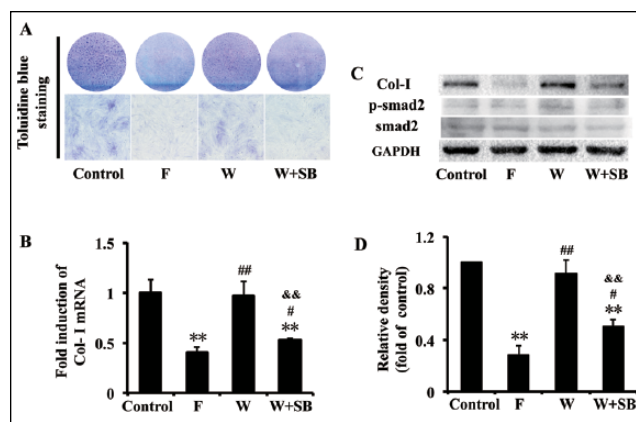 A
Toluidine blue
staining
Control F W W+SB
B
Fold induction of
Col- I mRNA
1.5
1
0.5
0
**
##
&&
#
**
Control F W W+SB
C
Col-I
p-smad2
smad2
GAPDH
Control F W W+SB
D
Relative density
(fold of control)
1.2
0.8
0.4
0
**
##
&&
#
**
Control F W W+SB